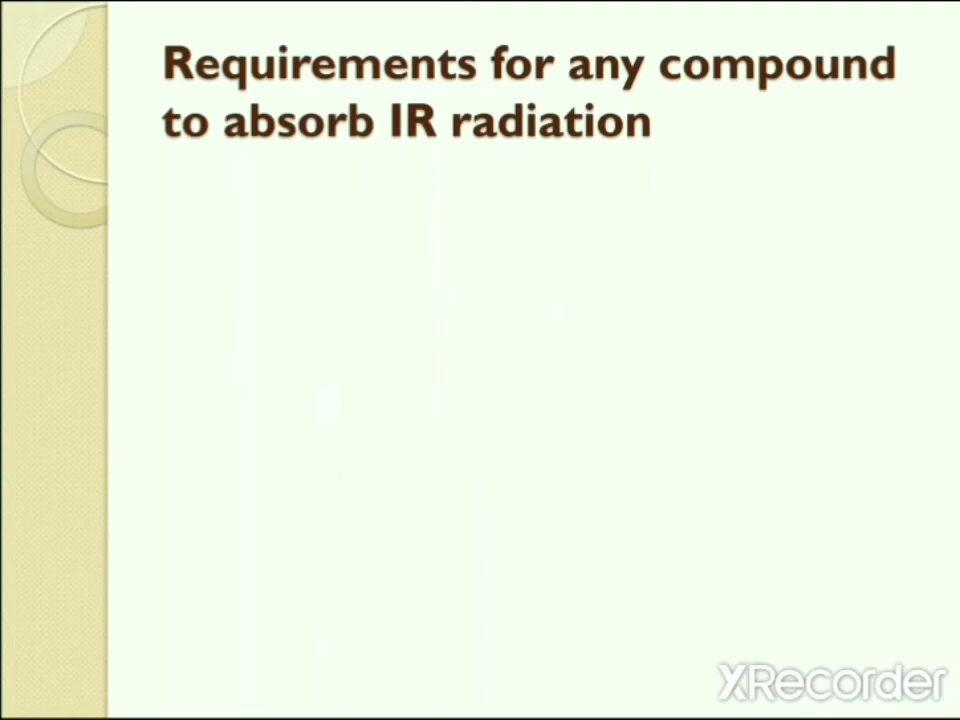 Requirements for any compound
to absorb IR radiation
XRecorder